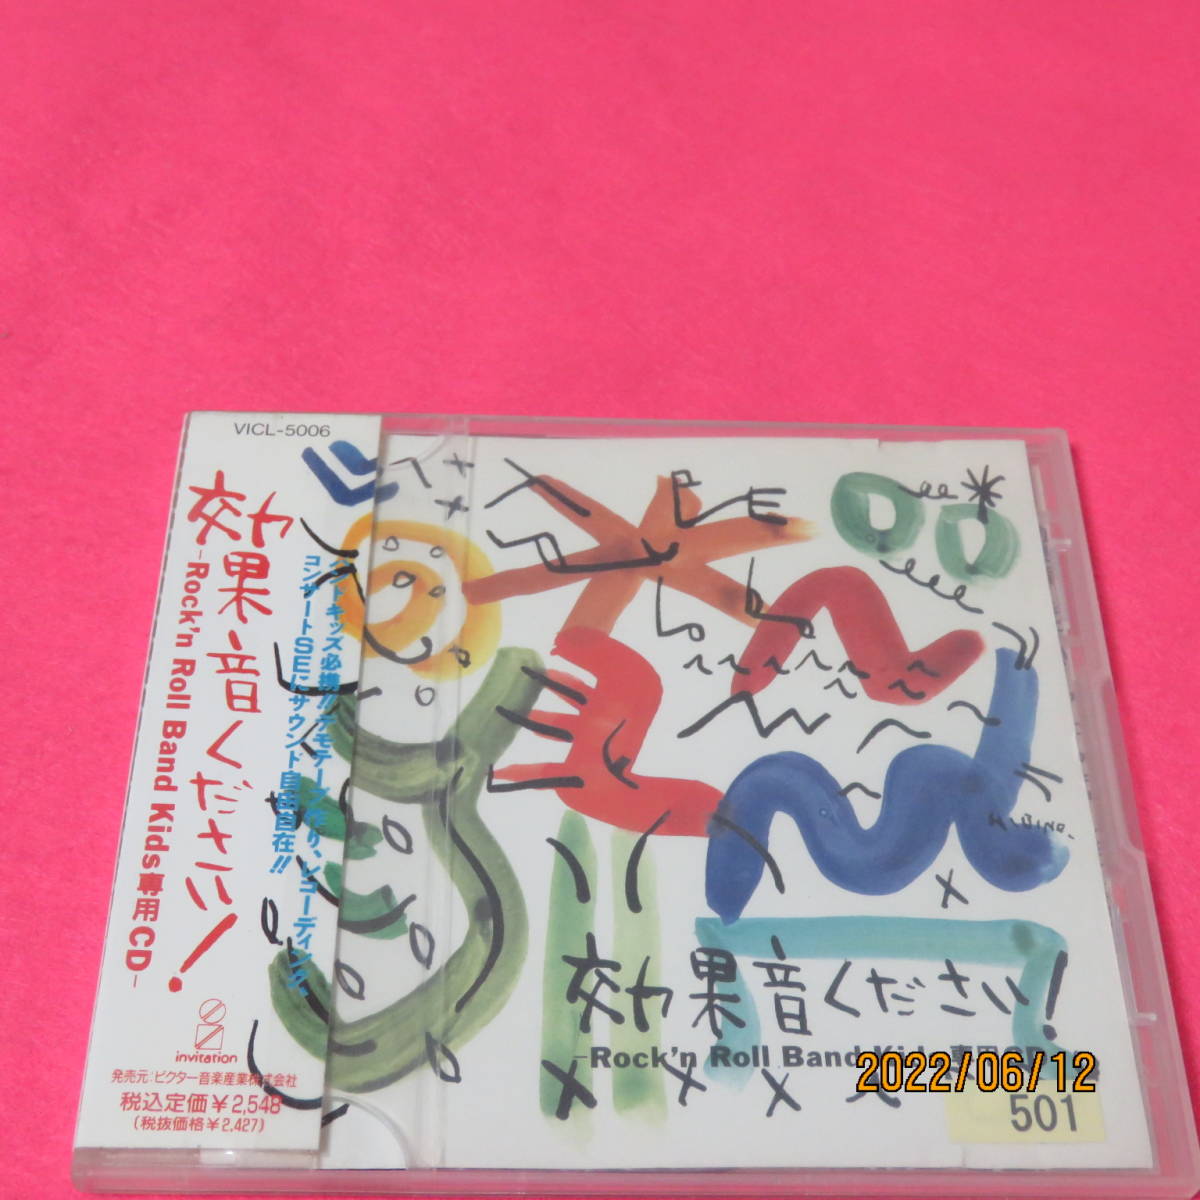 VICL-5006
効果音ください!
-Rock'n Roll Band Kids専用CD-
バンドキッズ必携!!デモテープ作り、レコーディング、
コンサートSEにサウンド自由自在!!
invitation
発売元:ビクター音楽産業株式会社
税込定価¥2,548
(税抜価格¥2,427)
効果音ください!
-Rock'n Roll Band Kids専用CD
2022/06/12
501